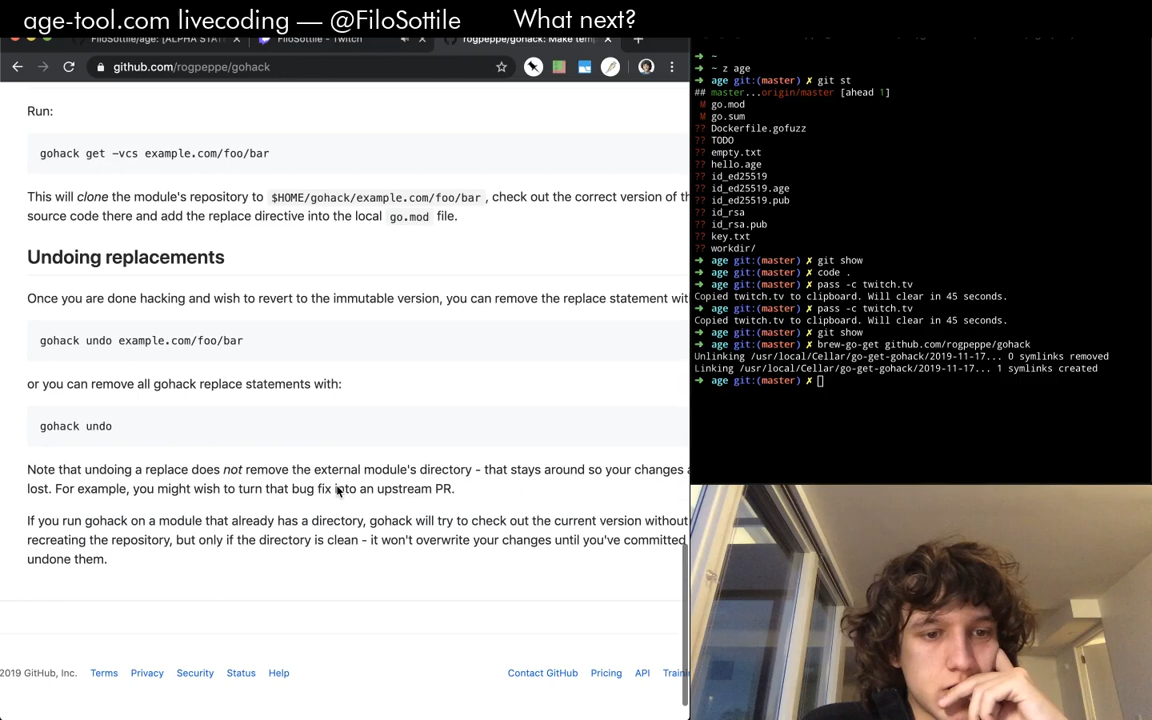 age-tool.com livecoding — @FiloSottile
What next?
FiloSottile/age: [ALPHA STAT
FiloSottile - Twitch
rogpeppe/gohack: Make tem
github.com/rogpeppe/gohack
Run:
gohack get -vcs example.com/foo/bar
This will clone the module's repository to $HOME/gohack/example.com/foo/bar , check out the correct version of th
source code there and add the replace directive into the local go.mod file.
Undoing replacements
Once you are done hacking and wish to revert to the immutable version, you can remove the replace statement wit
gohack undo example.com/foo/bar
or you can remove all gohack replace statements with:
gohack undo
Note that undoing a replace does not remove the external module's directory - that stays around so your changes a
lost. For example, you might wish to turn that bug fix into an upstream PR.
If you run gohack on a module that already has a directory, gohack will try to check out the current version without
recreating the repository, but only if the directory is clean - it won't overwrite your changes until you've committed
undone them.
2019 GitHub, Inc. Terms Privacy Security Status Help
Contact GitHub Pricing API Traini
➜ ~
➜ ~ z age
➜ age git:(master) ✗ git st
## master...origin/master [ahead 1]
M go.mod
M go.sum
?? Dockerfile.gofuzz
?? TODO
?? empty.txt
?? hello.age
?? id_ed25519
?? id_ed25519.age
?? id_ed25519.pub
?? id_rsa
?? id_rsa.pub
?? key.txt
?? workdir/
➜ age git:(master) ✗ git show
➜ age git:(master) ✗ code .
➜ age git:(master) ✗ pass -c twitch.tv
Copied twitch.tv to clipboard. Will clear in 45 seconds.
➜ age git:(master) ✗ pass -c twitch.tv
Copied twitch.tv to clipboard. Will clear in 45 seconds.
➜ age git:(master) ✗ git show
➜ age git:(master) ✗ brew-go-get github.com/rogpeppe/gohack
Unlinking /usr/local/Cellar/go-get-gohack/2019-11-17... 0 symlinks removed
Linking /usr/local/Cellar/go-get-gohack/2019-11-17... 1 symlinks created
➜ age git:(master) ✗